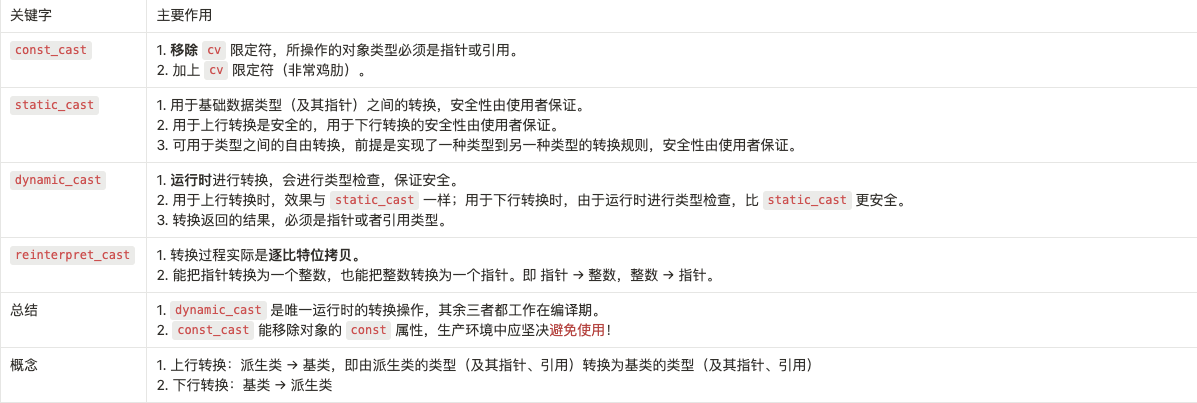 关键字 主要作用
const_cast 1. 移除 cv 限定符，所操作的对象类型必须是指针或引用。
2. 加上 cv 限定符（非常鸡肋）。
static_cast 1. 用于基础数据类型（及其指针）之间的转换，安全性由使用者保证。
2. 用于上行转换是安全的，用于下行转换的安全性由使用者保证。
3. 可用于类型之间的自由转换，前提是实现了一种类型到另一种类型的转换规则，安全性由使用者保证。
dynamic_cast 1. 运行时进行转换，会进行类型检查，保证安全。
2. 用于上行转换时，效果与 static_cast 一样；用于下行转换时，由于运行时进行类型检查，比 static_cast 更安全。
3. 转换返回的结果，必须是指针或者引用类型。
reinterpret_cast 1. 转换过程实际是逐比特位拷贝。
2. 能把指针转换为一个整数，也能把整数转换为一个指针。即 指针 → 整数，整数 → 指针。
总结 1. dynamic_cast 是唯一运行时的转换操作，其余三者都工作在编译期。
2. const_cast 能移除对象的 const 属性，生产环境中应坚决避免使用！
概念 1. 上行转换：派生类 → 基类，即由派生类的类型（及其指针、引用）转换为基类的类型（及其指针、引用）
2. 下行转换：基类 → 派生类